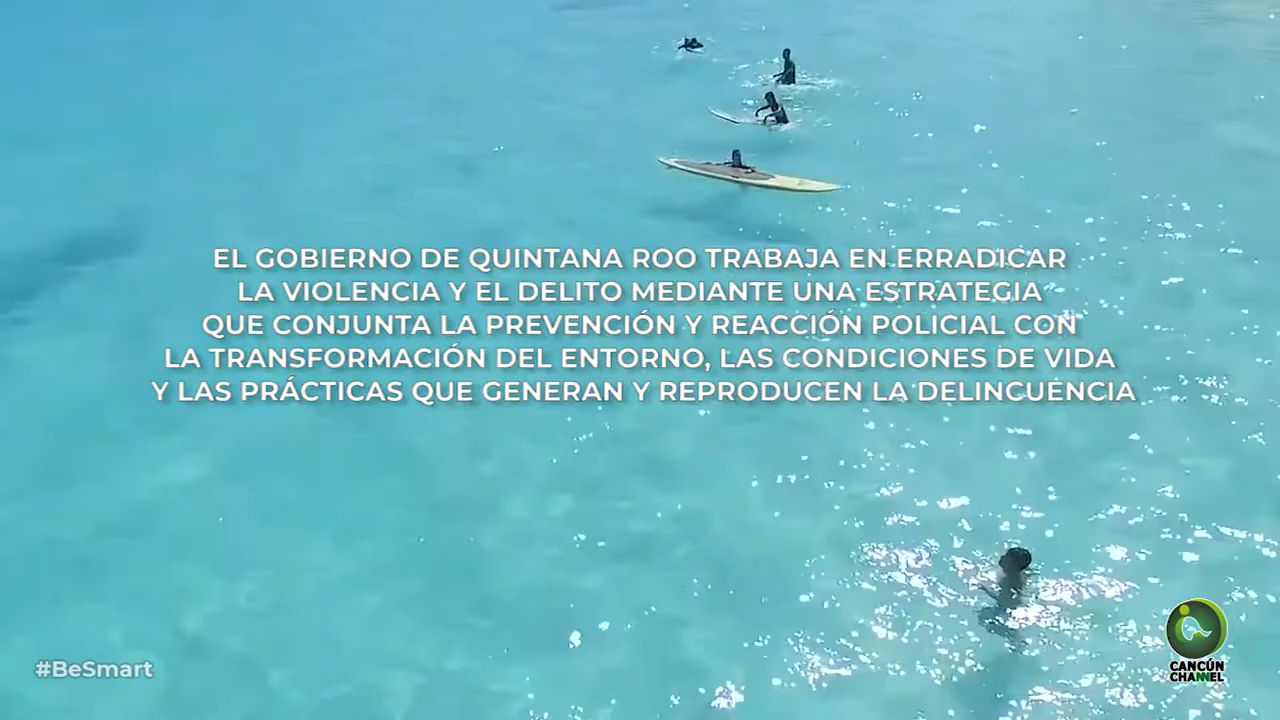 EL GOBIERNO DE QUINTANA ROO TRABAJA EN ERRADICAR
LA VIOLENCIA Y EL DELITO MEDIANTE UNA ESTRATEGIA
QUE CONJUNTA LA PREVENCIÓN Y REACCIÓN POLICIAL CON
LA TRANSFORMACIÓN DEL ENTORNO, LAS CONDICIONES DE VIDA
Y LAS PRÁCTICAS QUE GENERAN Y REPRODUCEN LA DELINCUENCIA
#BeSmart
CANCÚN
CHANNEL